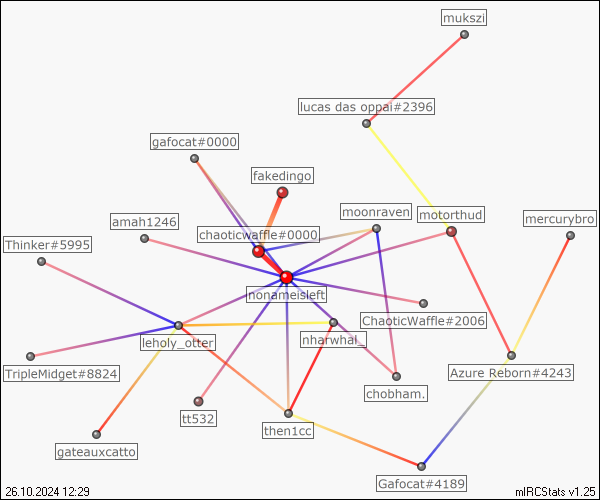 mukszi
lucas das oppai#2396
gafocat#0000
fakedingo
moonraven
motorthud
mercurybro
amah1246
chaoticwaffle#0000
Thinker#5995
nonameisleft
ChaoticWaffle#2006
leholy_otter
nharwhal_
TripleMidget#8824
Azure Reborn#4243
chobham.
tt532
then1cc
gateauxcatto
Gafocat#4189
26.10.2024 12:29
mIRCStats v1.25